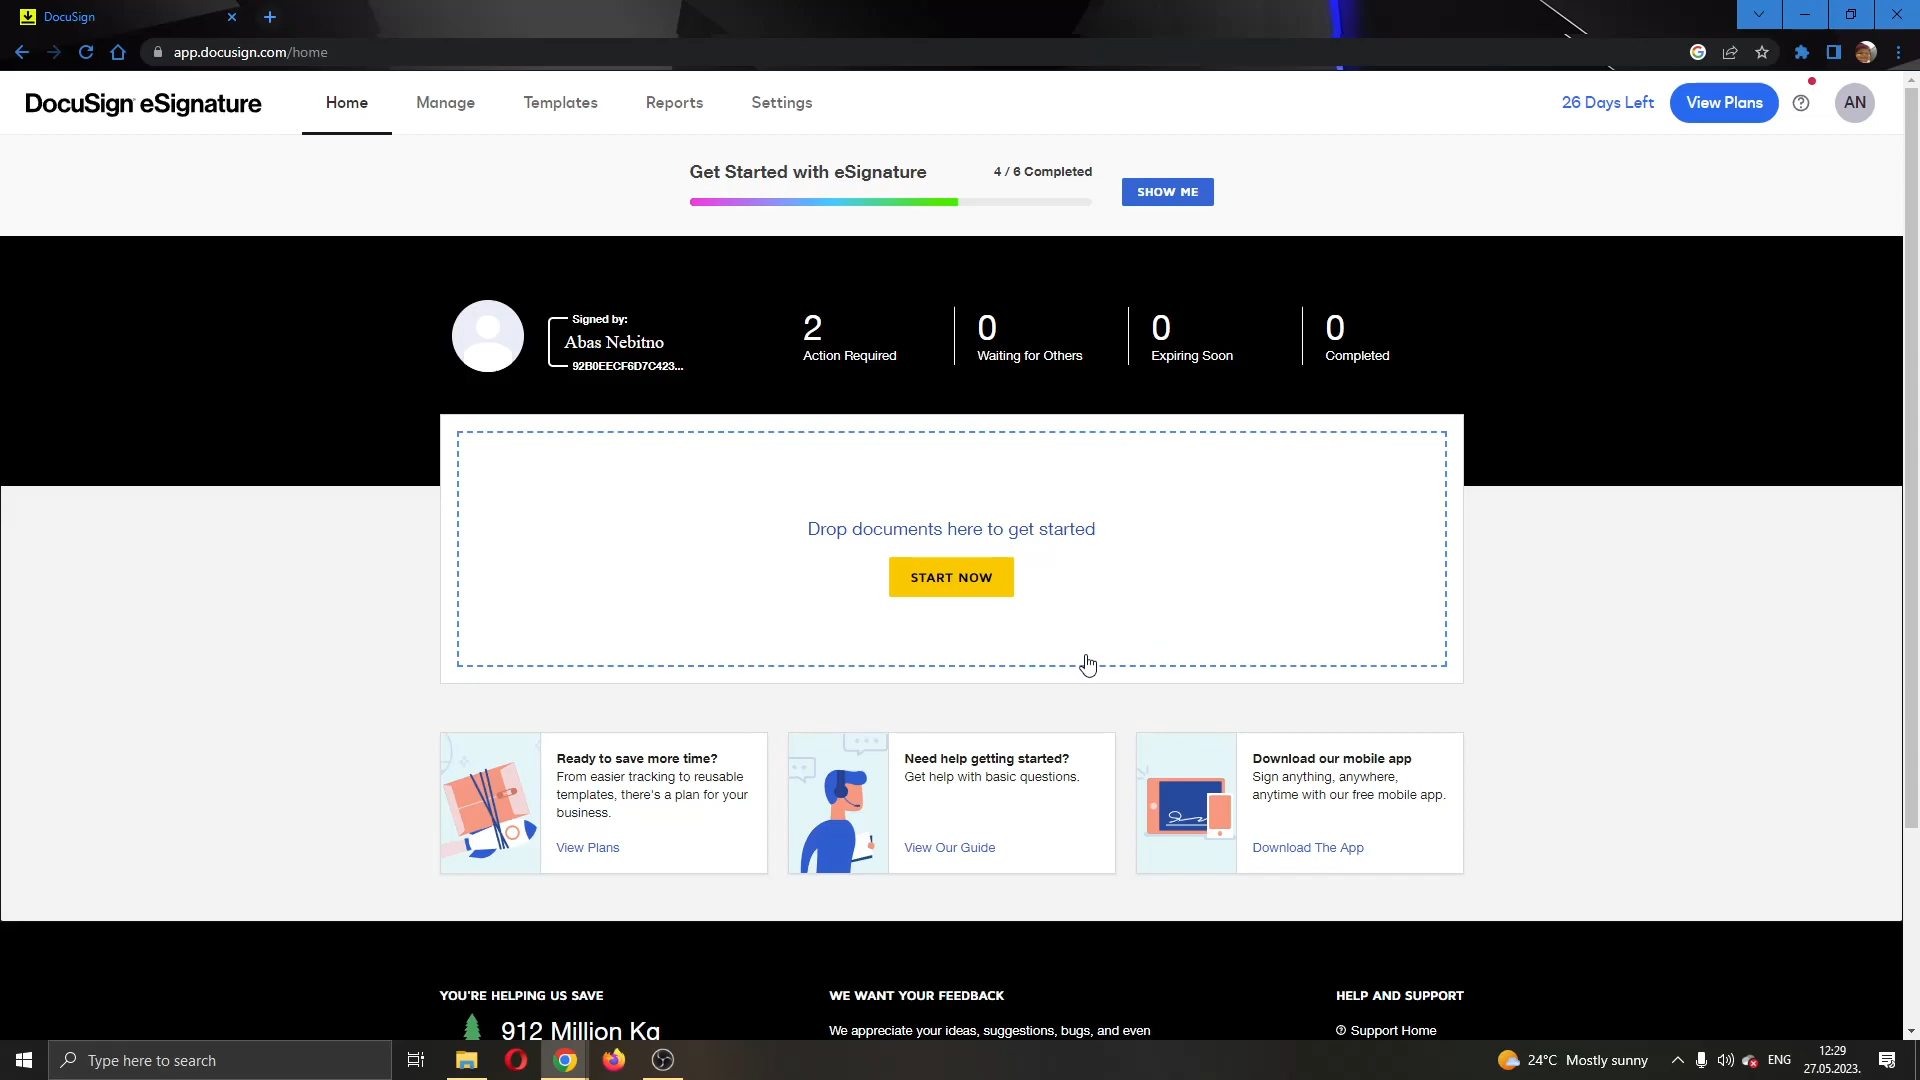 DocuSign
app.docusign.com/home
DocuSign eSignature
Home
Manage
Templates
Reports
Settings
26 Days Left
View Plans
AN
Get Started with eSignature
4 / 6 Completed
SHOW ME
Signed by:
Abas Nebitno
92B0EECF6D7C423...
2
Action Required
0
Waiting for Others
0
Expiring Soon
0
Completed
Drop documents here to get started
START NOW
Ready to save more time?
From easier tracking to reusable
templates, there's a plan for your
business.
View Plans
Need help getting started?
Get help with basic questions.
View Our Guide
Download our mobile app
Sign anything, anywhere,
anytime with our free mobile app.
Download The App
YOU'RE HELPING US SAVE
912 Million Kg
WE WANT YOUR FEEDBACK
We appreciate your ideas, suggestions, bugs, and even
HELP AND SUPPORT
Support Home
Type here to search
24°C Mostly sunny
ENG
12:29
27.05.2023.